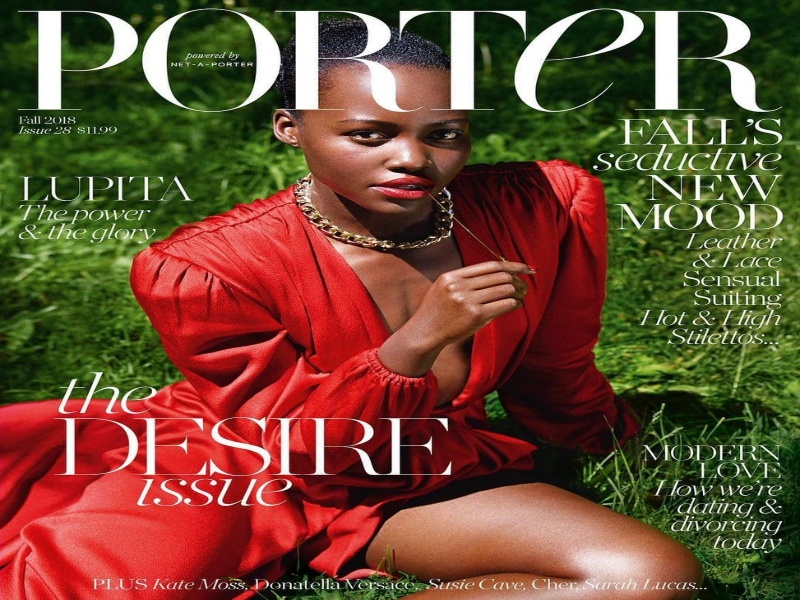 PORTER
powered by
NET-A-PORTER
Fall 2018
Issue 28 $11.99
LUPITA
The power
& the glory
FALL'S
seductive
NEW
MOOD
Leather
& Lace
Sensual
Suiting
Hot & High
Stilettos...
the
DESIRE
issue
MODERN
LOVE
How we're
dating &
divorcing
today
PLUS Kate Moss, Donatella Versace, Susie Cave, Cher, Sarah Lucas...